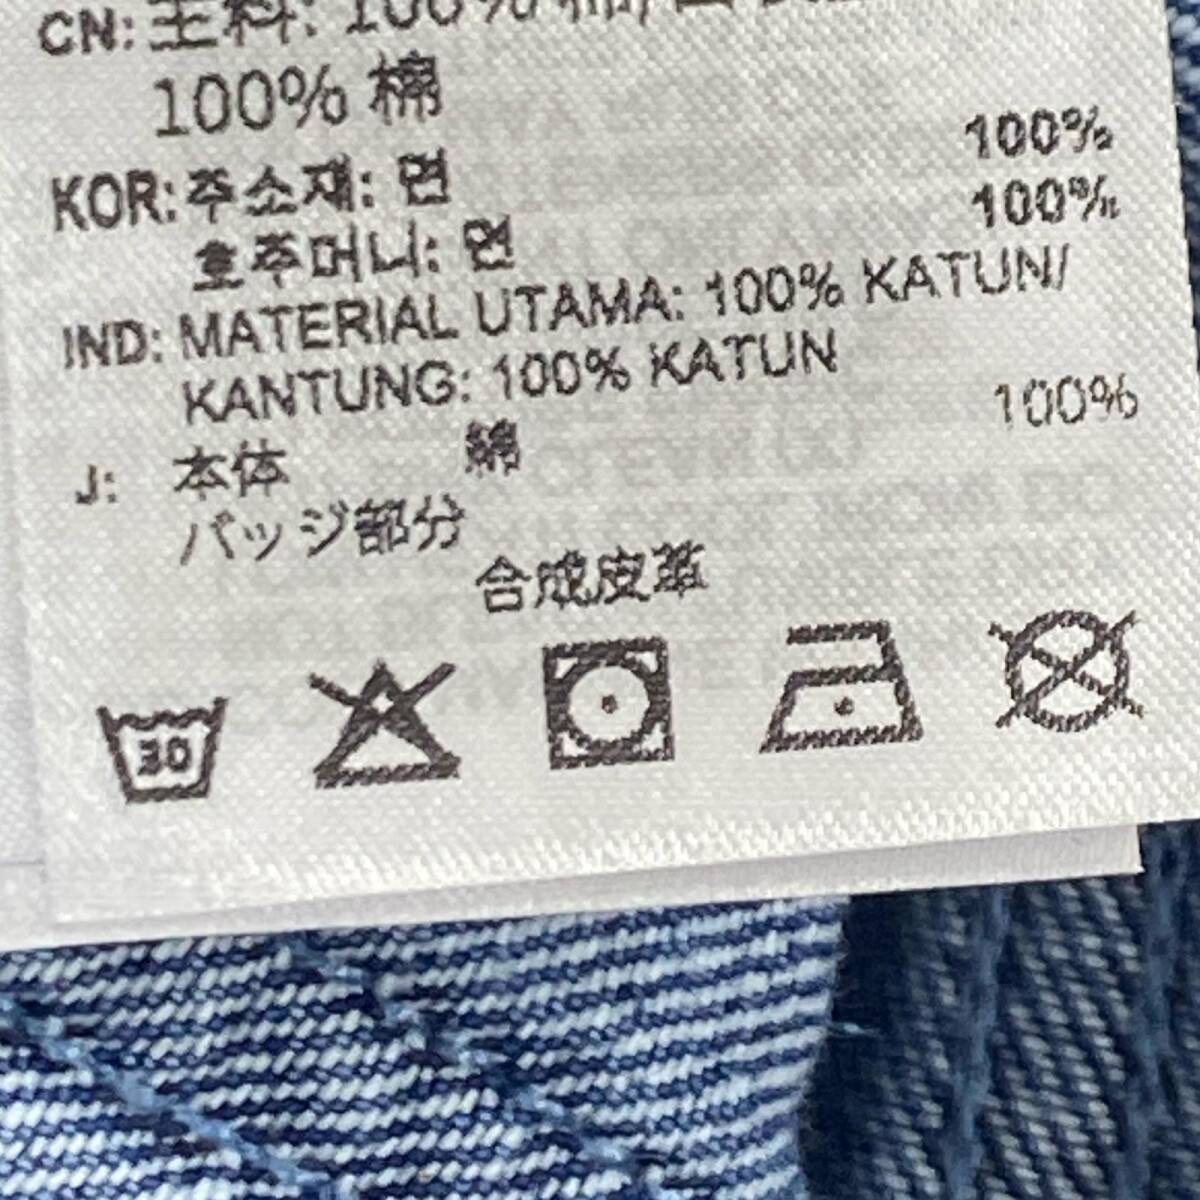 CN: 主料: 100% 棉/
100% 棉
KOR: 주소재: 면 100%
호주머니: 면 100%
IND: MATERIAL UTAMA: 100% KATUN/
KANTUNG: 100% KATUN
J: 本体 綿 100%
パッジ部分
合成皮革
30